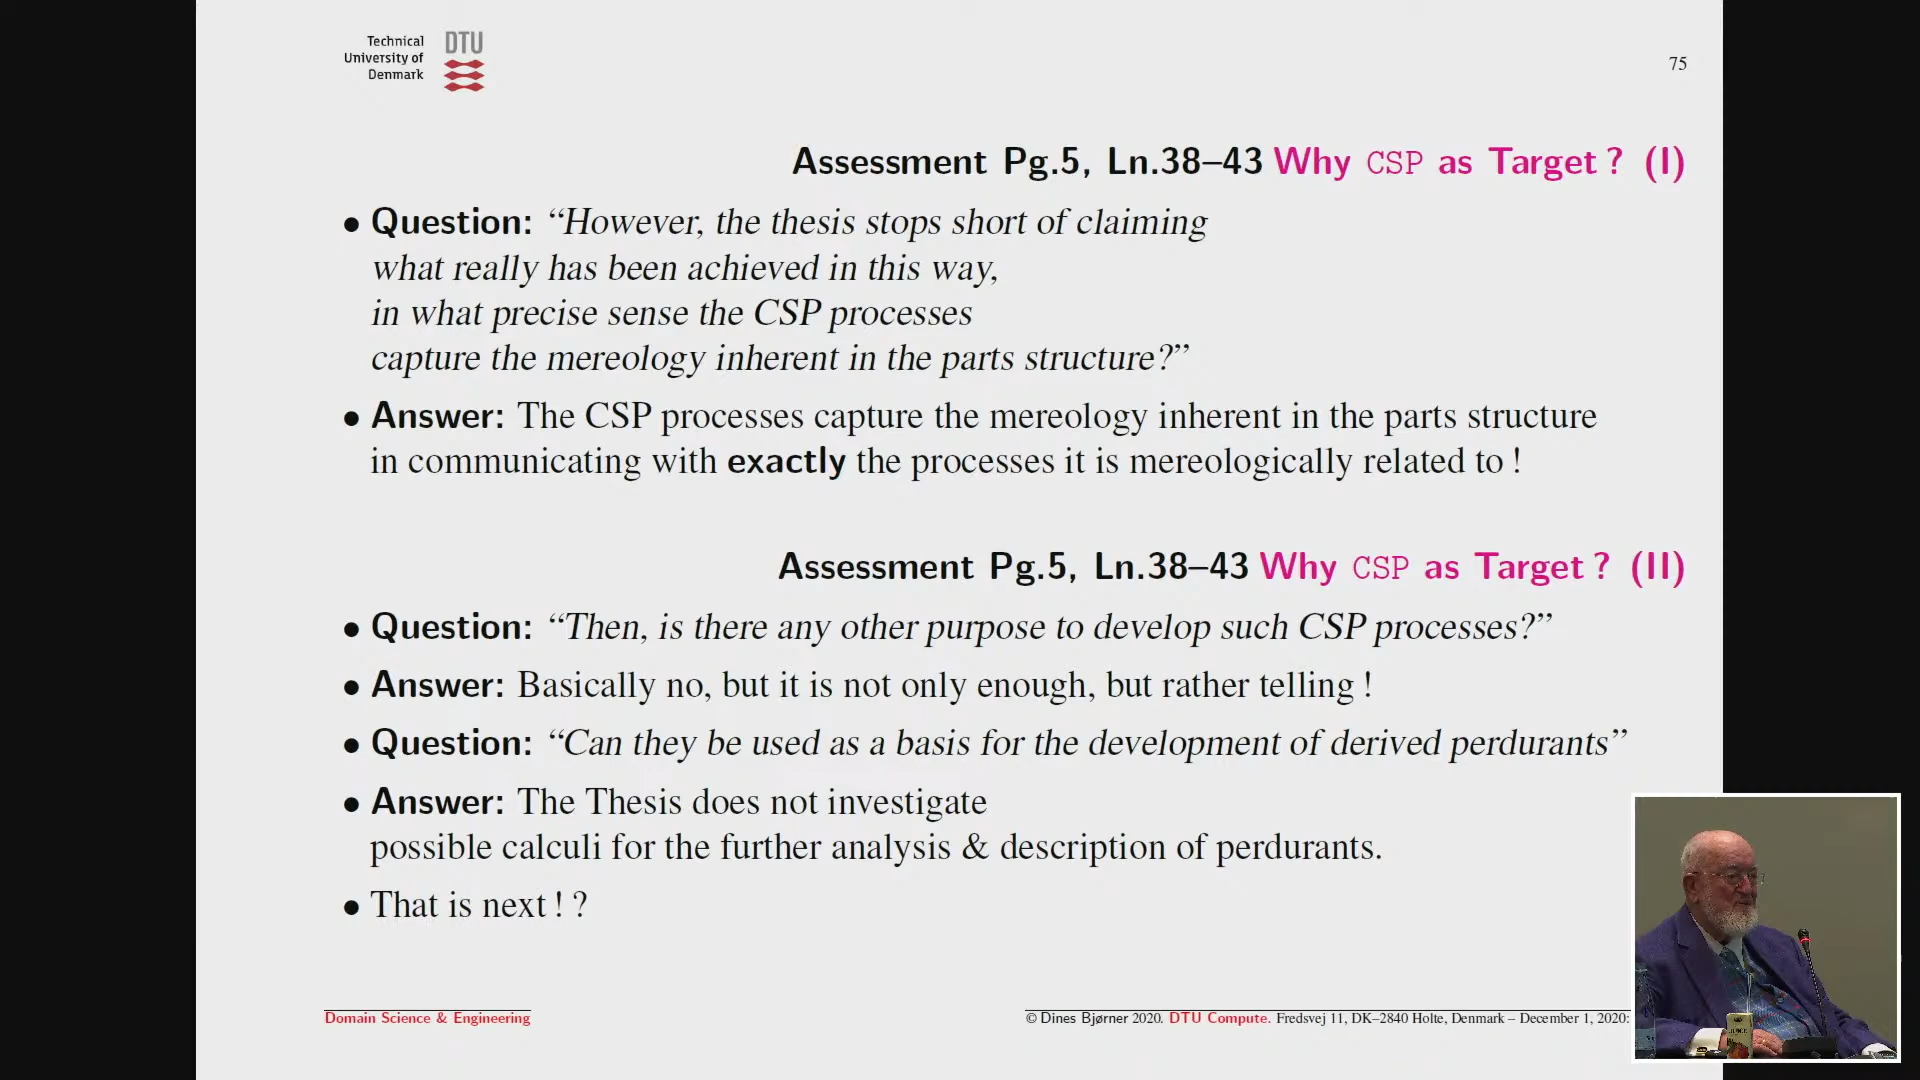 Technical
University of
Denmark
DTU
75
Assessment Pg.5, Ln.38–43 Why CSP as Target ? (I)
• Question: “However, the thesis stops short of claiming
what really has been achieved in this way,
in what precise sense the CSP processes
capture the mereology inherent in the parts structure?”
• Answer: The CSP processes capture the mereology inherent in the parts structure
in communicating with exactly the processes it is mereologically related to !
Assessment Pg.5, Ln.38–43 Why CSP as Target ? (II)
• Question: “Then, is there any other purpose to develop such CSP processes?”
• Answer: Basically no, but it is not only enough, but rather telling !
• Question: “Can they be used as a basis for the development of derived perdurants”
• Answer: The Thesis does not investigate
possible calculi for the further analysis & description of perdurants.
• That is next ! ?
Domain Science & Engineering
© Dines Bjørner 2020. DTU Compute. Fredsvej 11, DK–2840 Holte, Denmark – December 1, 2020: